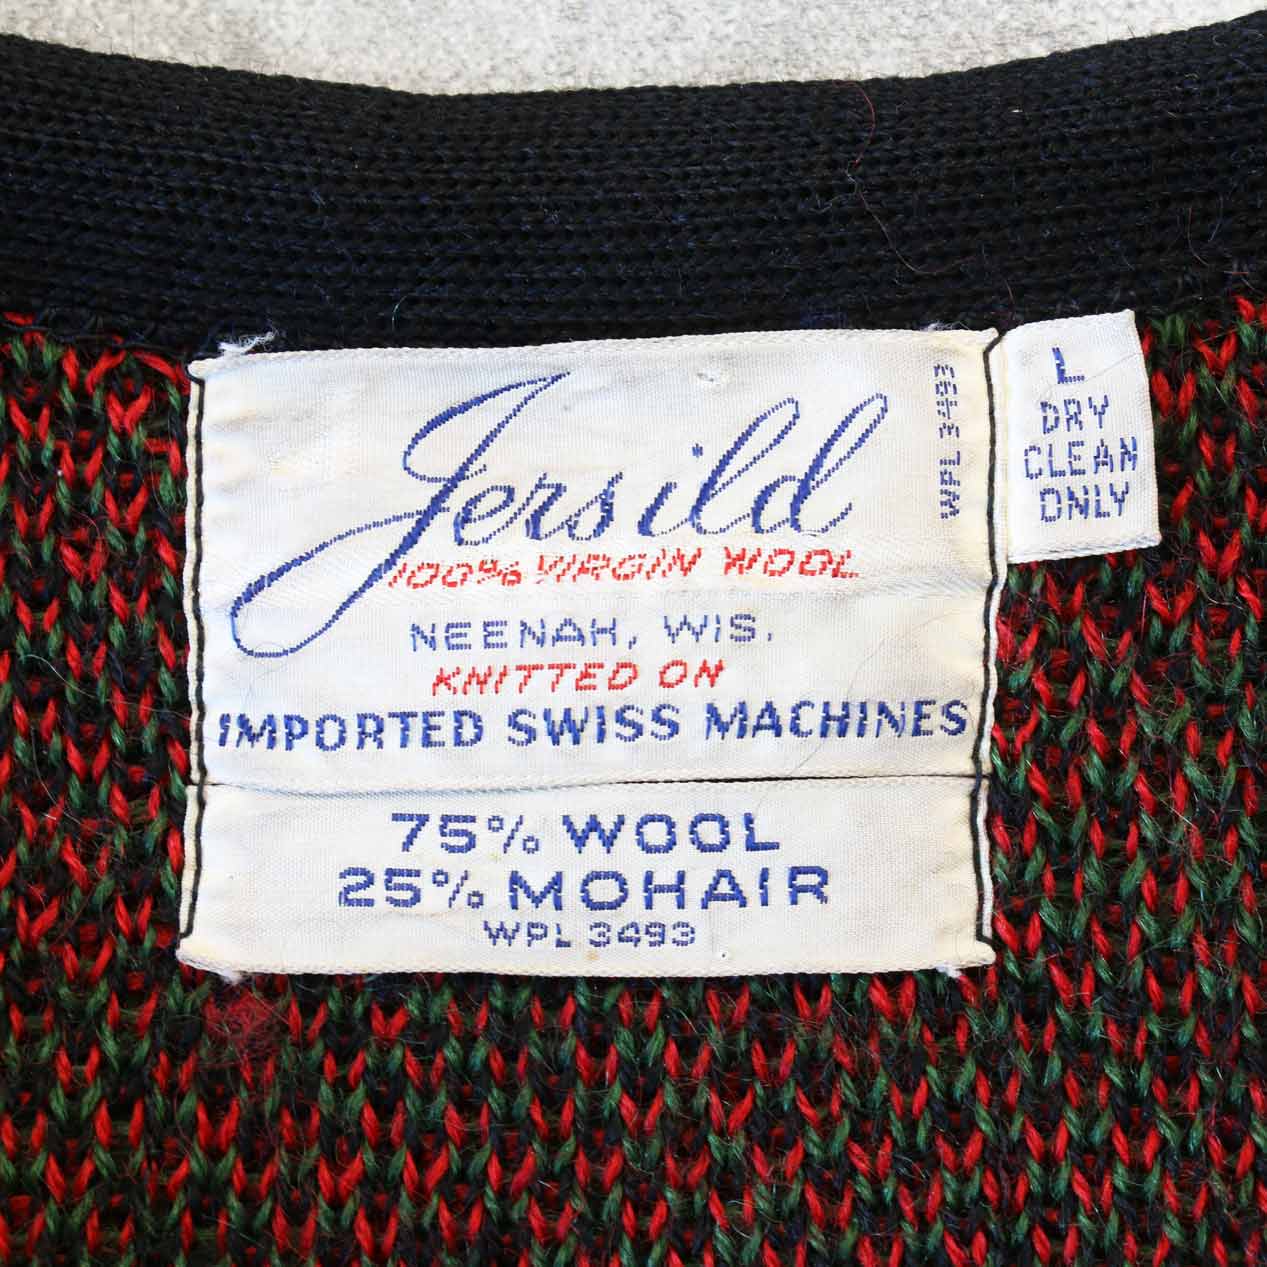 Jersild
100% VIRGIN WOOL
NEENAH, WIS.
KNITTED ON
IMPORTED SWISS MACHINES
WPL 3493
L
DRY
CLEAN
ONLY
75% WOOL
25% MOHAIR
WPL 3493